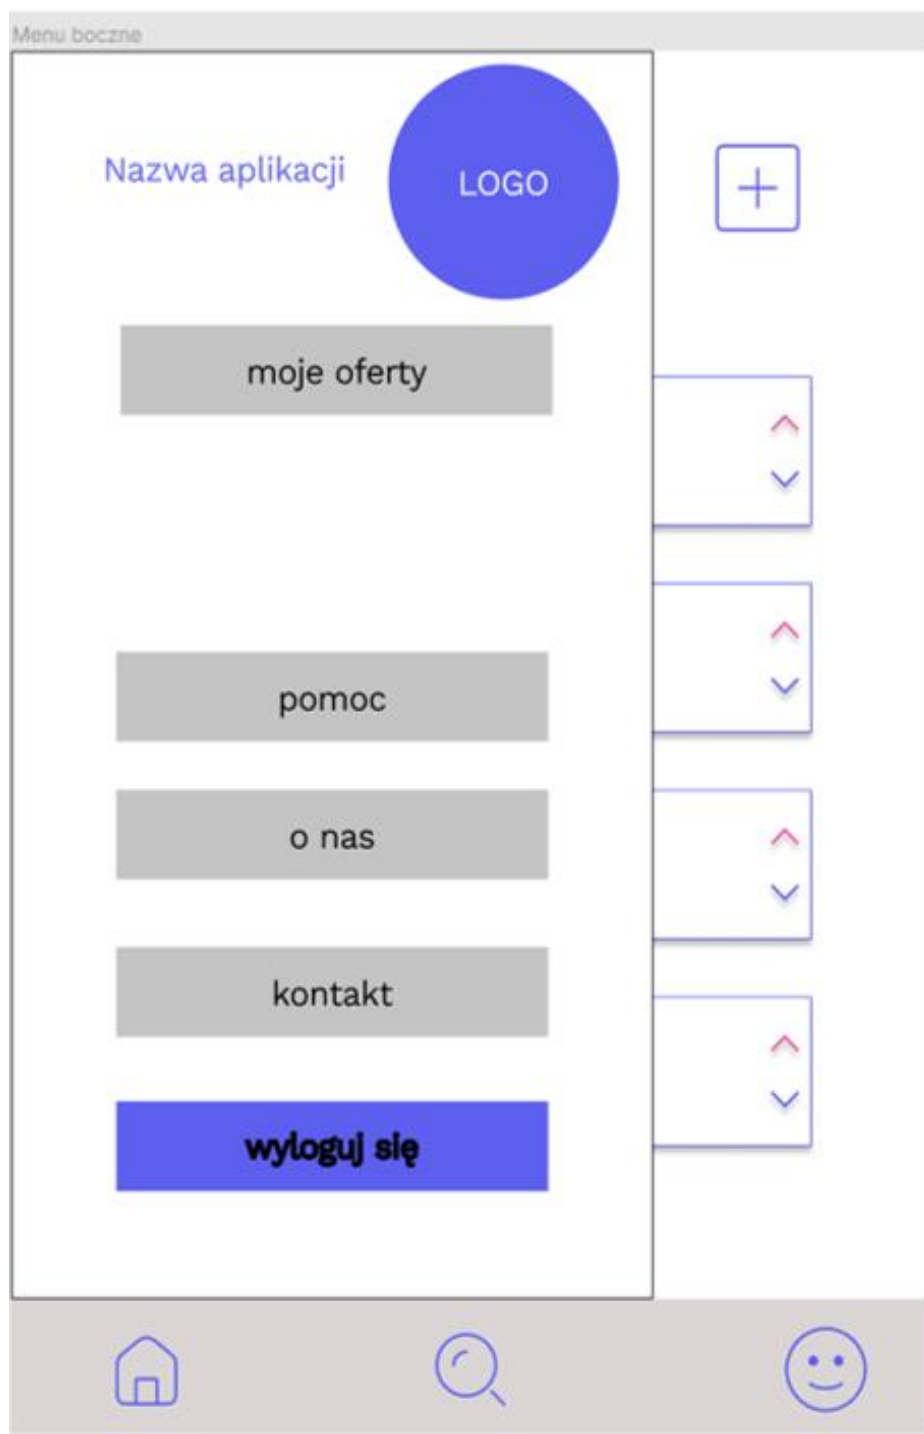 Menu boczne
Nazwa aplikacji
LOGO
moje oferty
pomoc
o nas
kontakt
wyloguj się